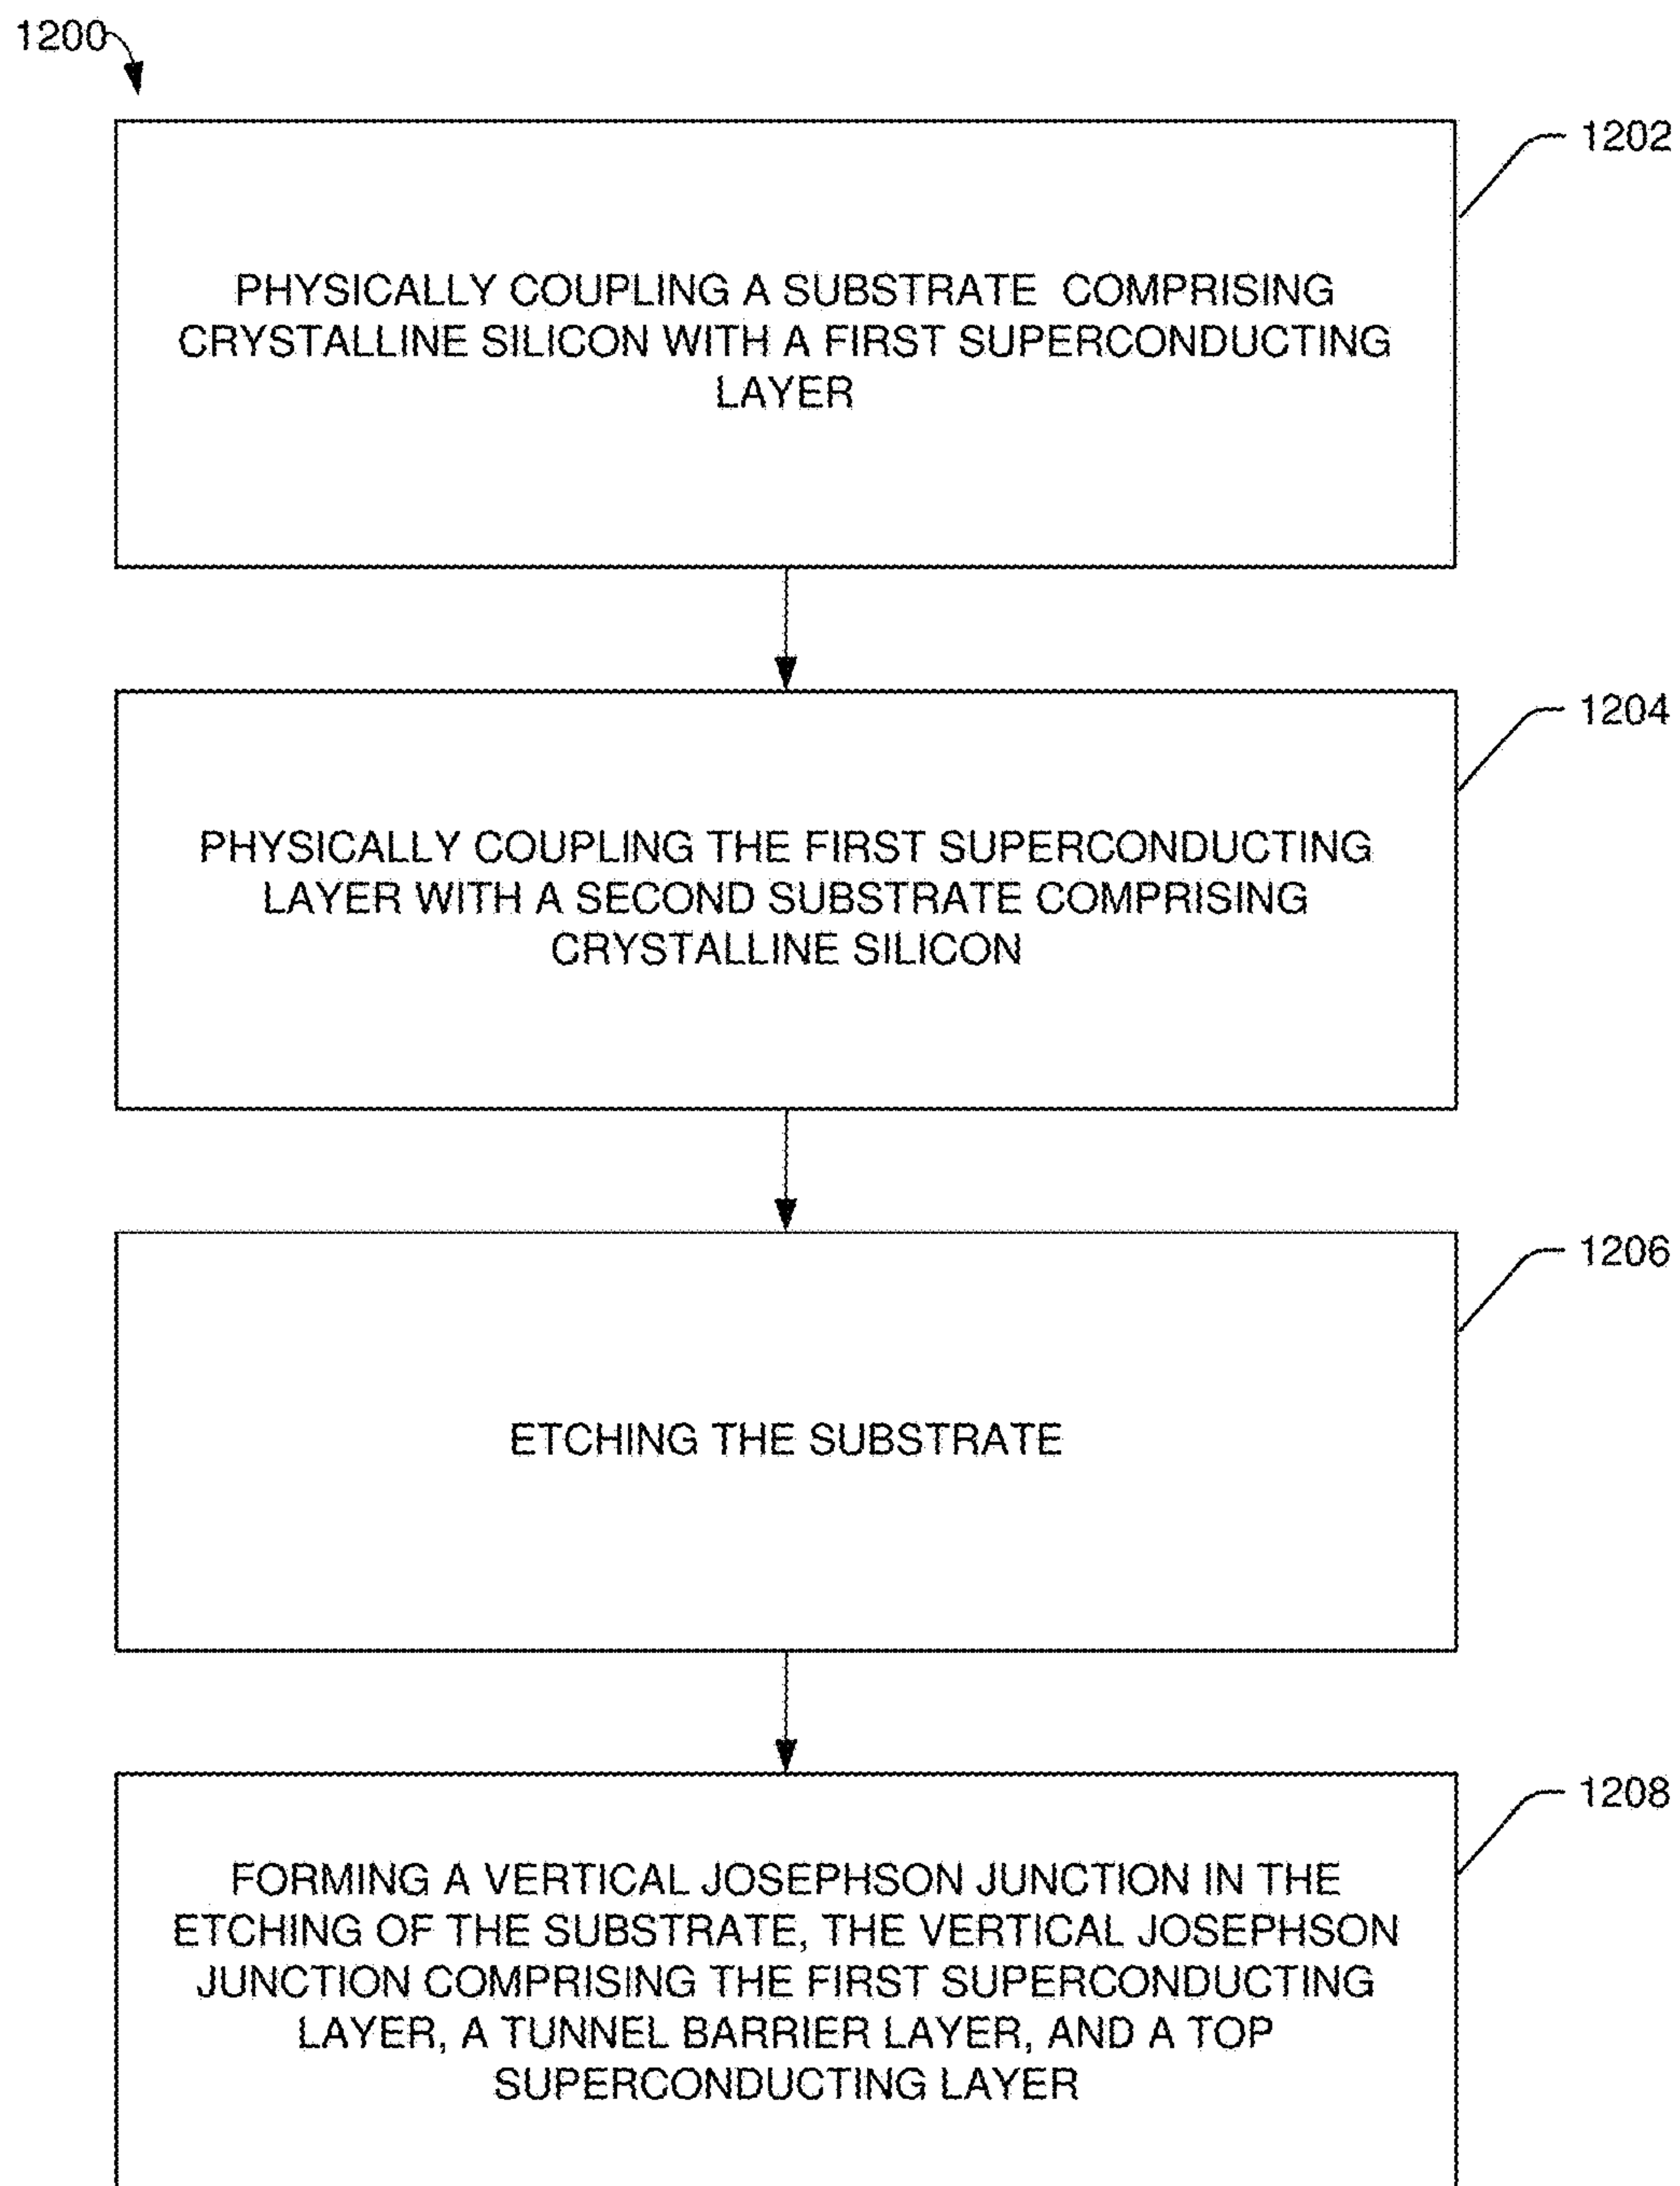 1200
1202
PHYSICALLY COUPLING A SUBSTRATE COMPRISING
CRYSTALLINE SILICON WITH A FIRST SUPERCONDUCTING
LAYER
1204
PHYSICALLY COUPLING THE FIRST SUPERCONDUCTING
LAYER WITH A SECOND SUBSTRATE COMPRISING
CRYSTALLINE SILICON
1206
ETCHING THE SUBSTRATE
1208
FORMING A VERTICAL JOSEPHSON JUNCTION IN THE
ETCHING OF THE SUBSTRATE, THE VERTICAL JOSEPHSON
JUNCTION COMPRISING THE FIRST SUPERCONDUCTING
LAYER, A TUNNEL BARRIER LAYER, AND A TOP
SUPERCONDUCTING LAYER